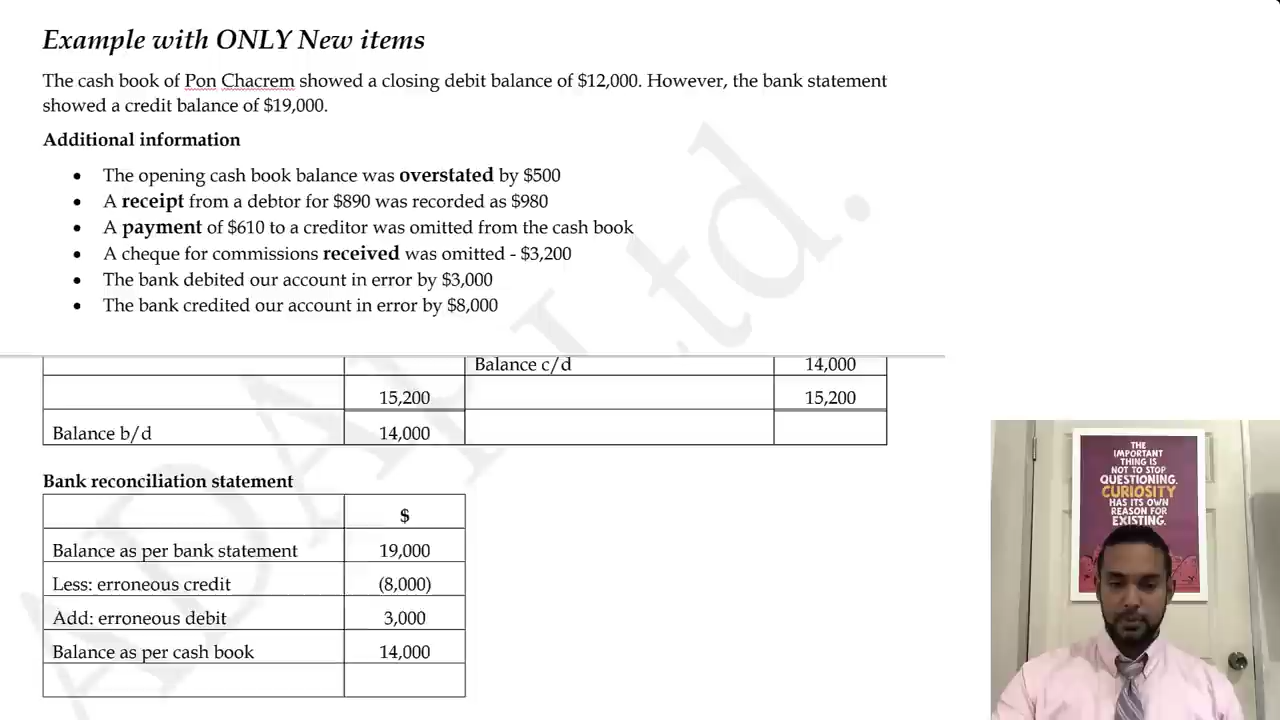 Example with ONLY New items
The cash book of Pon Chacrem showed a closing debit balance of $12,000. However, the bank statement
showed a credit balance of $19,000.
Additional information
• The opening cash book balance was overstated by $500
• A receipt from a debtor for $890 was recorded as $980
• A payment of $610 to a creditor was omitted from the cash book
• A cheque for commissions received was omitted - $3,200
• The bank debited our account in error by $3,000
• The bank credited our account in error by $8,000
Balance c/d 14,000
15,200 15,200
Balance b/d 14,000
Bank reconciliation statement
$
Balance as per bank statement 19,000
Less: erroneous credit (8,000)
Add: erroneous debit 3,000
Balance as per cash book 14,000
ADAPT Ltd.
THE
IMPORTANT
THING IS
NOT TO STOP
QUESTIONING.
CURIOSITY
HAS ITS OWN
REASON FOR
EXISTING.